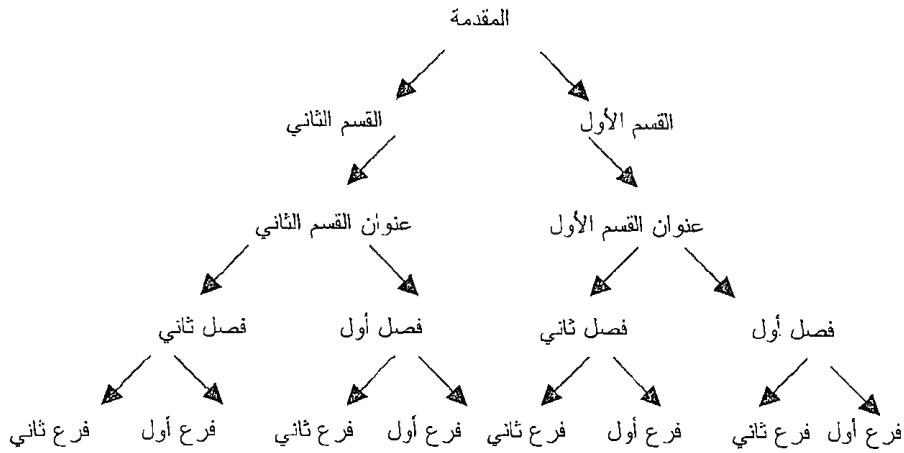 المقدمة
القسم الأول القسم الثاني
عنوان القسم الأول عنوان القسم الثاني
فصل أول فصل ثاني فصل أول فصل ثاني
فرع أول فرع ثاني فرع أول فرع ثاني فرع أول فرع ثاني فرع أول فرع ثاني